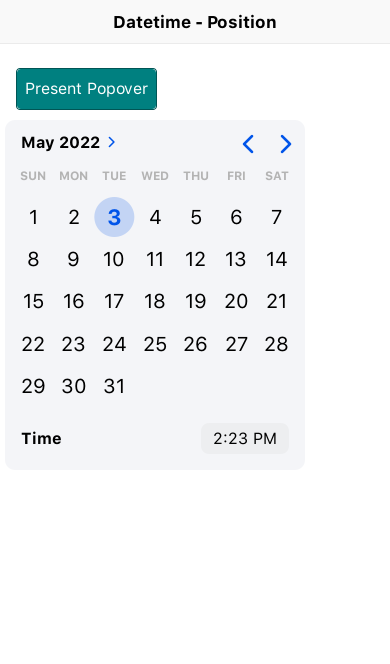 Datetime - Position
Present Popover
May 2022
SUN MON TUE WED THU FRI SAT
1 2 3 4 5 6 7
8 9 10 11 12 13 14
15 16 17 18 19 20 21
22 23 24 25 26 27 28
29 30 31
Time 2:23 PM